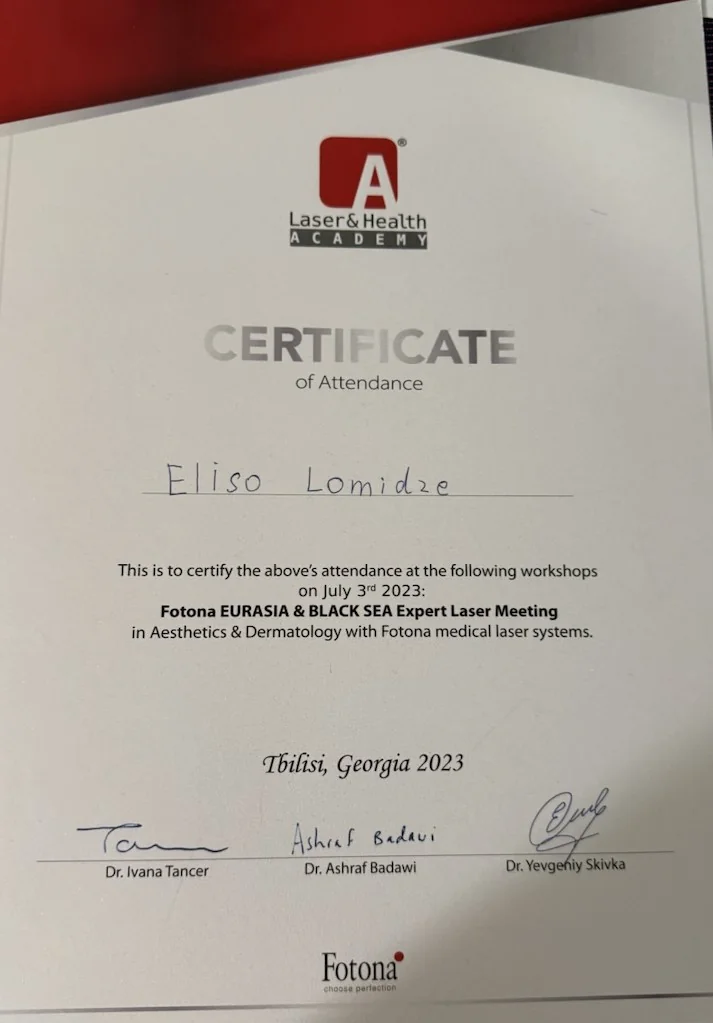 A®
Laser&Health
ACADEMY
CERTIFICATE
of Attendance
Eliso Lomidze
This is to certify the above's attendance at the following workshops
on July 3rd 2023:
Fotona EURASIA & BLACK SEA Expert Laser Meeting
in Aesthetics & Dermatology with Fotona medical laser systems.
Tbilisi, Georgia 2023
Ashraf Badawi
Dr. Ivana Tancer Dr. Ashraf Badawi Dr. Yevgeniy Skivka
Fotona
choose perfection